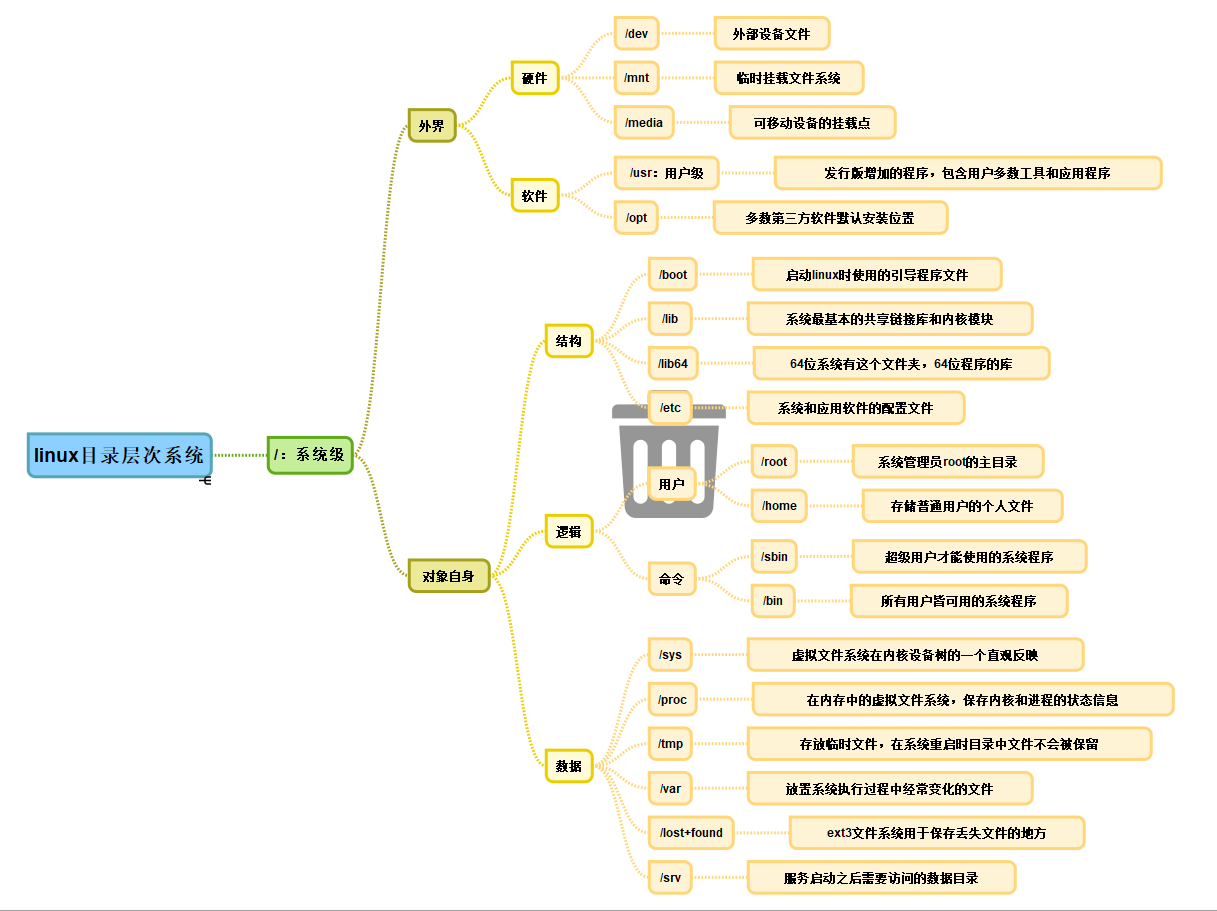 linux目录层次系统
/：系统级
外界
硬件
/dev
外部设备文件
/mnt
临时挂载文件系统
/media
可移动设备的挂载点
软件
/usr：用户级
发行版增加的程序，包含用户多数工具和应用程序
/opt
多数第三方软件默认安装位置
对象自身
结构
/boot
启动linux时使用的引导程序文件
/lib
系统最基本的共享链接库和内核模块
/lib64
64位系统有这个文件夹，64位程序的库
/etc
系统和应用软件的配置文件
逻辑
用户
/root
系统管理员root的主目录
/home
存储普通用户的个人文件
命令
/sbin
超级用户才能使用的系统程序
/bin
所有用户皆可用的系统程序
数据
/sys
虚拟文件系统在内核设备树的一个直观反映
/proc
在内存中的虚拟文件系统，保存内核和进程的状态信息
/tmp
存放临时文件，在系统重启时目录中文件不会被保留
/var
放置系统执行过程中经常变化的文件
/lost+found
ext3文件系统用于保存丢失文件的地方
/srv
服务启动之后需要访问的数据目录